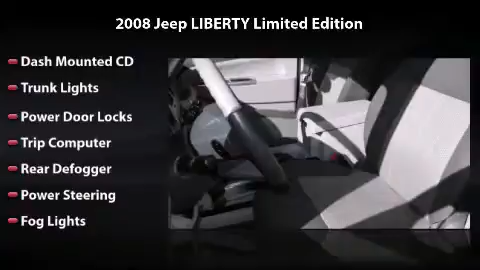 2008 Jeep LIBERTY Limited Edition
Dash Mounted CD
Trunk Lights
Power Door Locks
Trip Computer
Rear Defogger
Power Steering
Fog Lights